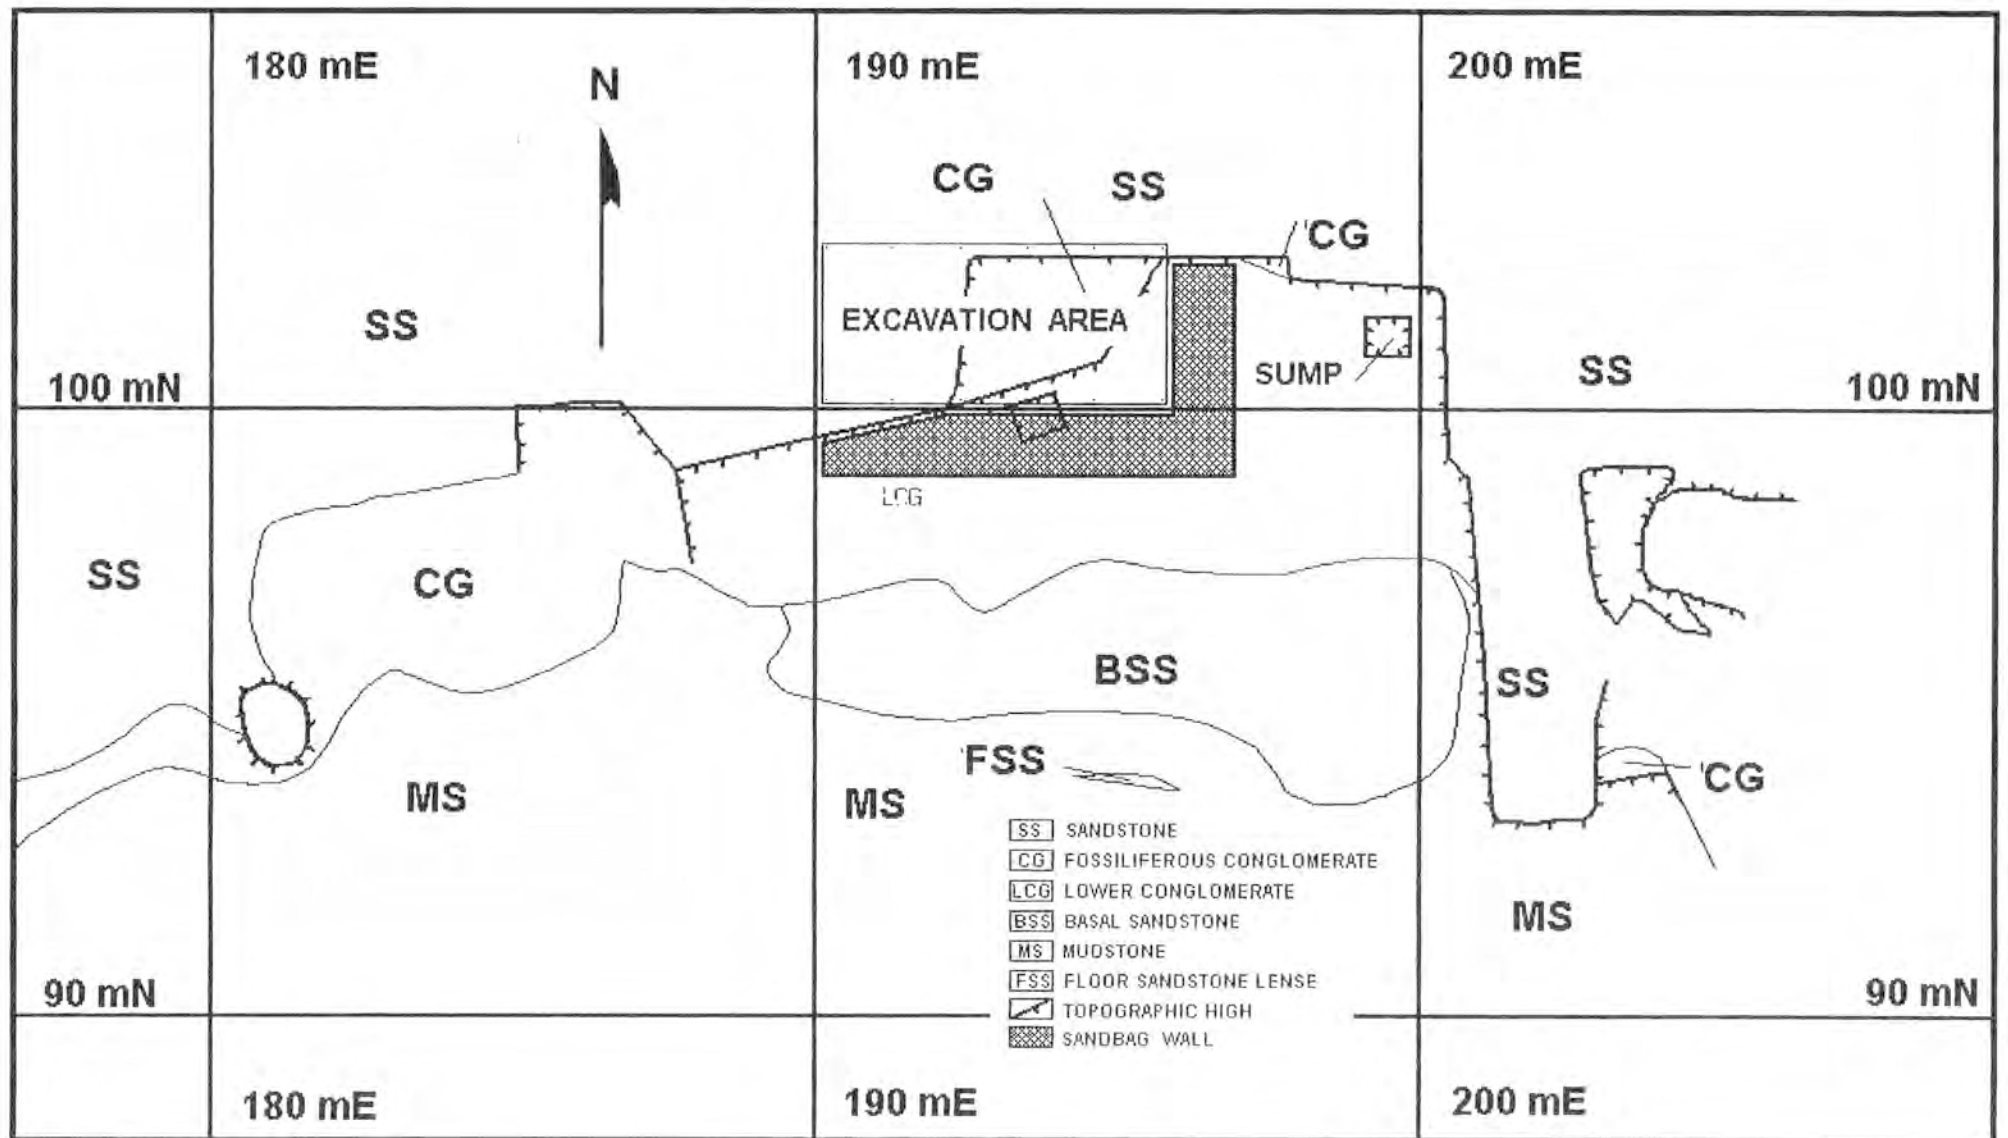 180 mE 190 mE 200 mE
N
CG SS
CG
EXCAVATION AREA
SS
SUMP
SS
100 mN 100 mN
LCG
SS
CG
BSS
SS
FSS
CG
MS
MS
SS SANDSTONE
CG FOSSILIFEROUS CONGLOMERATE
LCG LOWER CONGLOMERATE
BSS BASAL SANDSTONE
MS MUDSTONE
FSS FLOOR SANDSTONE LENSE
TOPOGRAPHIC HIGH
SANDBAG WALL
MS
90 mN 90 mN
180 mE 190 mE 200 mE